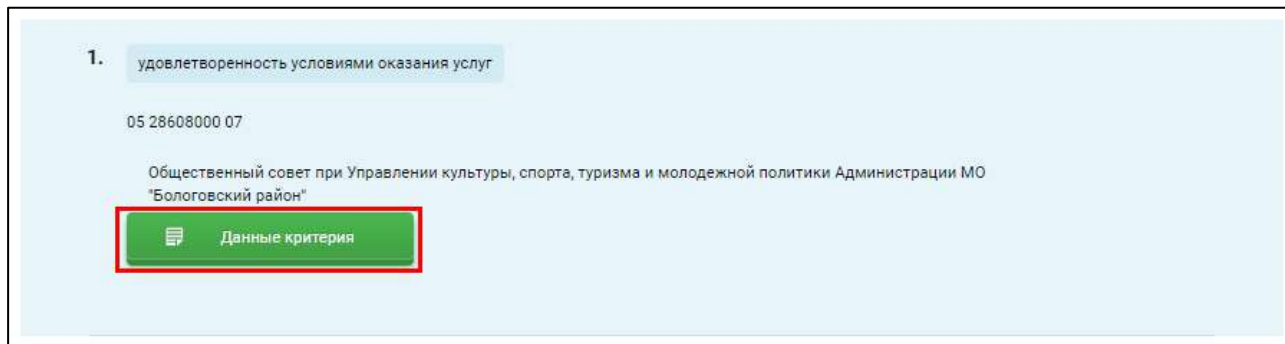 1. удовлетворенность условиями оказания услуг
05 28608000 07
Общественный совет при Управлении культуры, спорта, туризма и молодежной политики Администрации МО
"Бологовский район"
Данные критерия